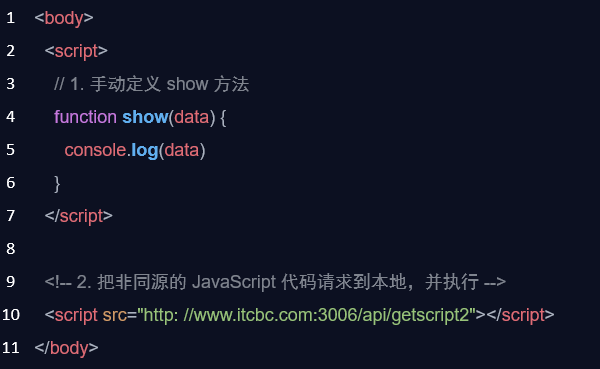 1 <body>
2 <script>
3 // 1. 手动定义 show 方法
4 function show(data) {
5 console.log(data)
6 }
7 </script>
8
9 <!-- 2. 把非同源的 JavaScript 代码请求到本地，并执行 -->
10 <script src="http: //www.itcbc.com:3006/api/getscript2"></script>
11 </body>